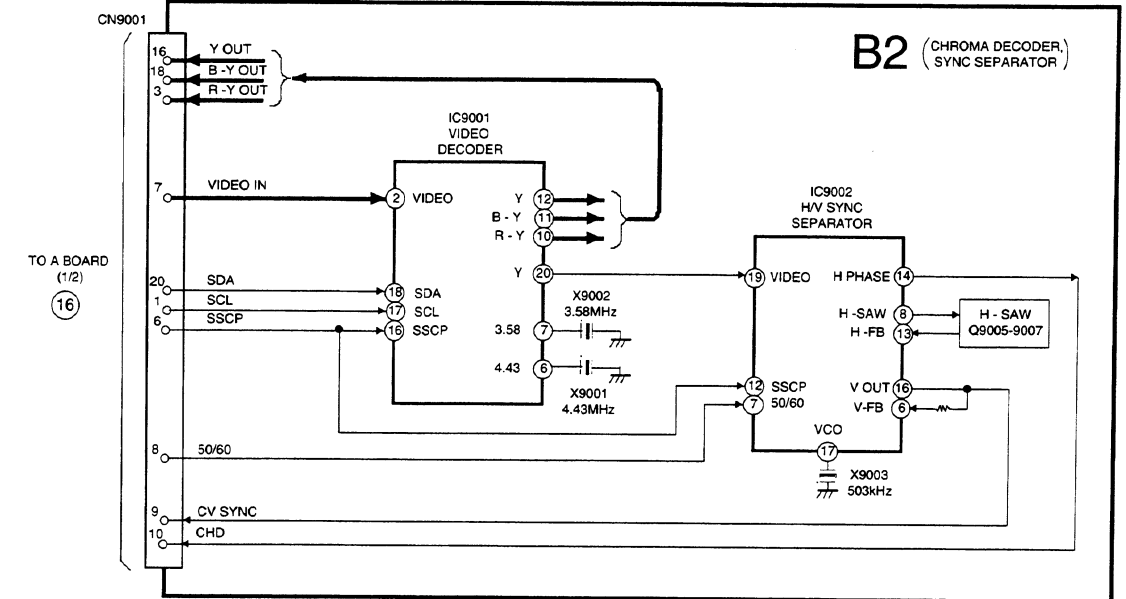 CN9001
B2 (CHROMA DECODER,
SYNC SEPARATOR)
16 Y OUT
18 B-Y OUT
3 R-Y OUT
7 VIDEO IN
TO A BOARD
(1/2)
16
20 SDA
1 SCL
6 SSCP
8 50/60
9 CV SYNC
10 CHD
IC9001
VIDEO
DECODER
2 VIDEO
18 SDA
17 SCL
16 SSCP
Y 12
B-Y 11
R-Y 10
Y 20
3.58 7
4.43 6
X9002
3.58MHz
X9001
4.43MHz
IC9002
H/V SYNC
SEPARATOR
19 VIDEO
12 SSCP
7 50/60
H PHASE 14
H-SAW 8
H-FB 13
V OUT 16
V-FB 6
VCO
17
X9003
503kHz
H-SAW
Q9005-9007